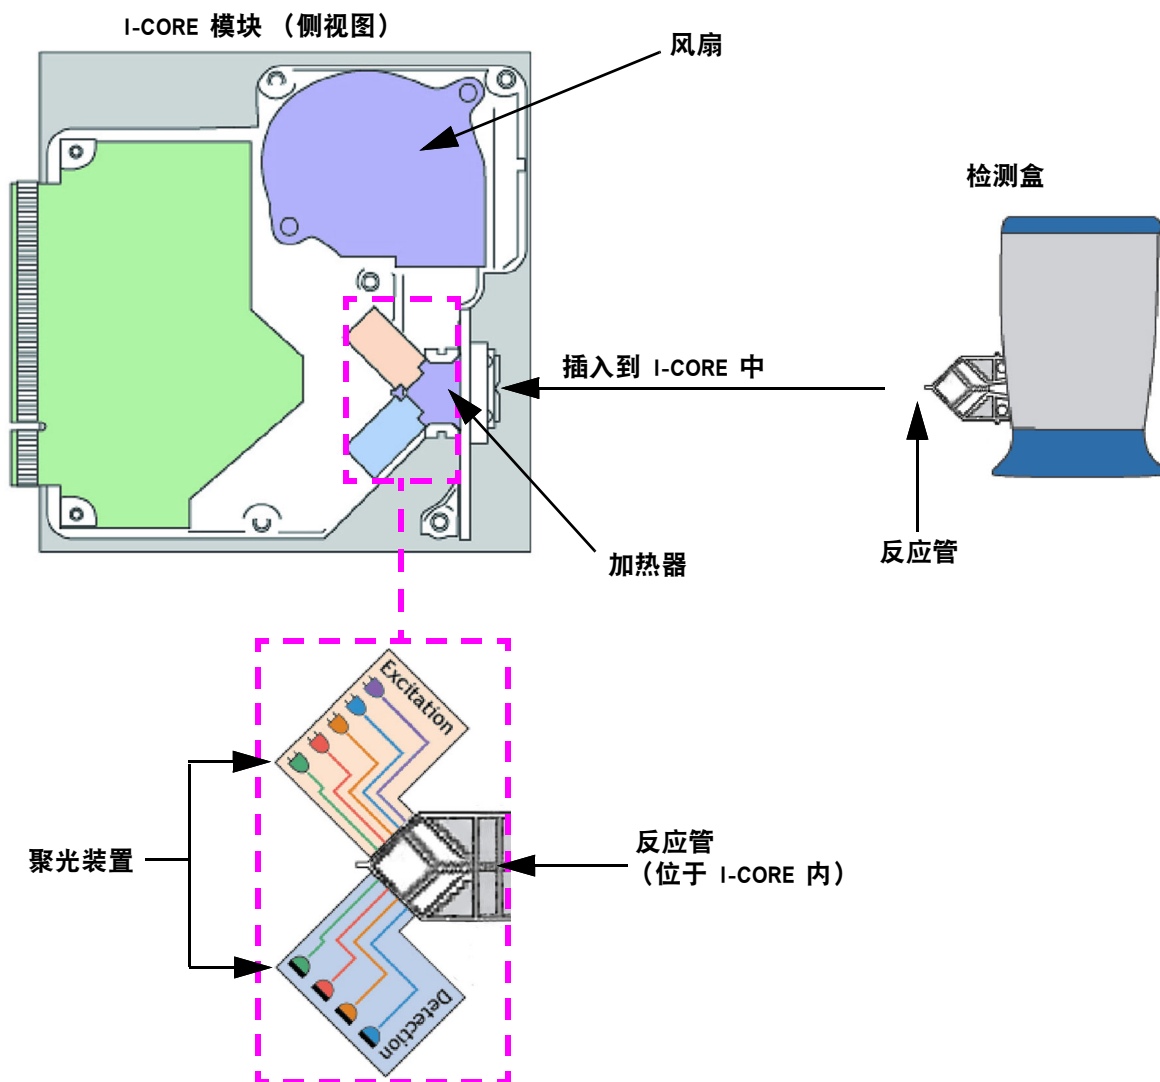 I-CORE 模块 （侧视图）
风扇
检测盒
插入到 I-CORE 中
反应管
加热器
Excitation
聚光装置
反应管
（位于 I-CORE 内）
Detection